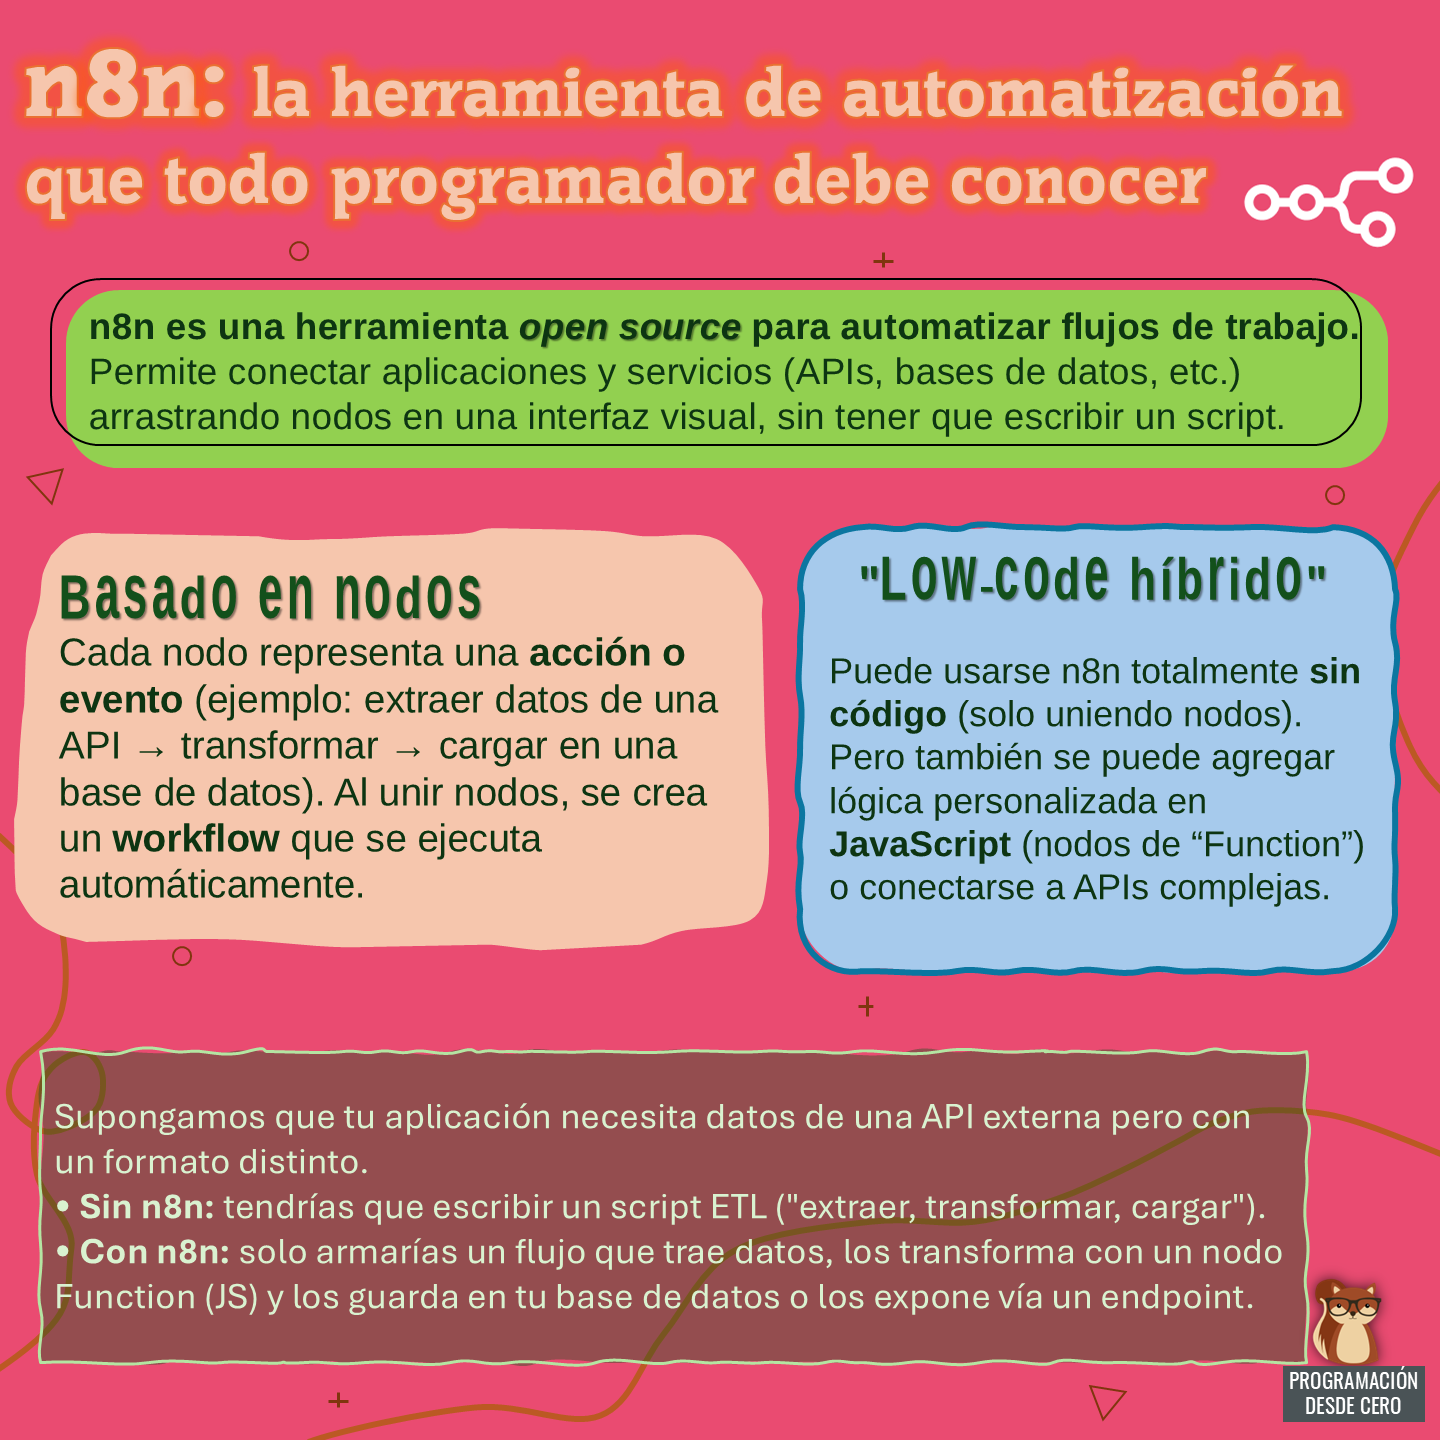 n8n: la herramienta de automatización
que todo programador debe conocer
n8n es una herramienta open source para automatizar flujos de trabajo.
Permite conectar aplicaciones y servicios (APIs, bases de datos, etc.)
arrastrando nodos en una interfaz visual, sin tener que escribir un script.
Basado en nodos
Cada nodo representa una acción o
evento (ejemplo: extraer datos de una
API → transformar → cargar en una
base de datos). Al unir nodos, se crea
un workflow que se ejecuta
automáticamente.
"Low-code híbrido"
Puede usarse n8n totalmente sin
código (solo uniendo nodos).
Pero también se puede agregar
lógica personalizada en
JavaScript (nodos de “Function”)
o conectarse a APIs complejas.
Supongamos que tu aplicación necesita datos de una API externa pero con
un formato distinto.
• Sin n8n: tendrías que escribir un script ETL ("extraer, transformar, cargar").
• Con n8n: solo armarías un flujo que trae datos, los transforma con un nodo
Function (JS) y los guarda en tu base de datos o los expone vía un endpoint.
PROGRAMACIÓN
DESDE CERO